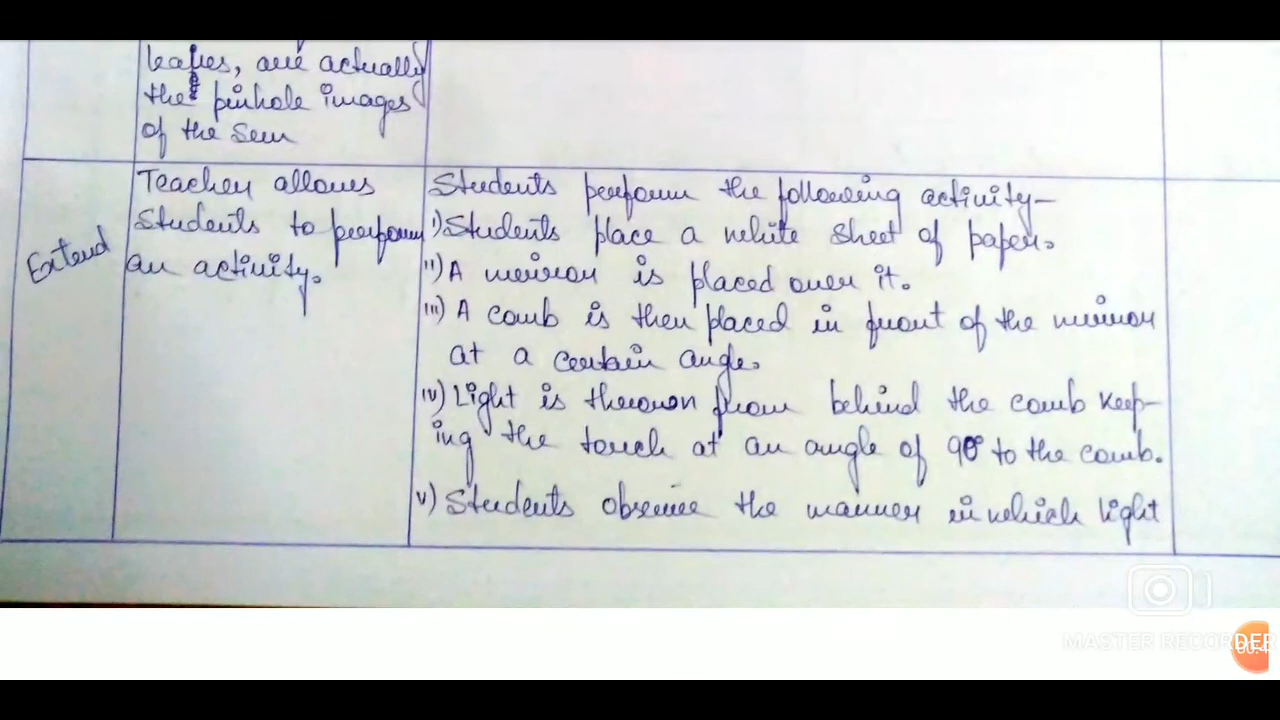 leaves, are actually
the pinhole images
of the Sun
Extend
Teacher allows
students to perform
an activity.
Students perform the following activity-
i) Students place a white sheet of paper.
ii) A mirror is placed over it.
iii) A comb is then placed in front of the mirror
at a certain angle.
iv) Light is thrown from behind the comb keep-
ing the torch at an angle of 90° to the comb.
v) Students observe the manner in which light
MASTER RECORDER